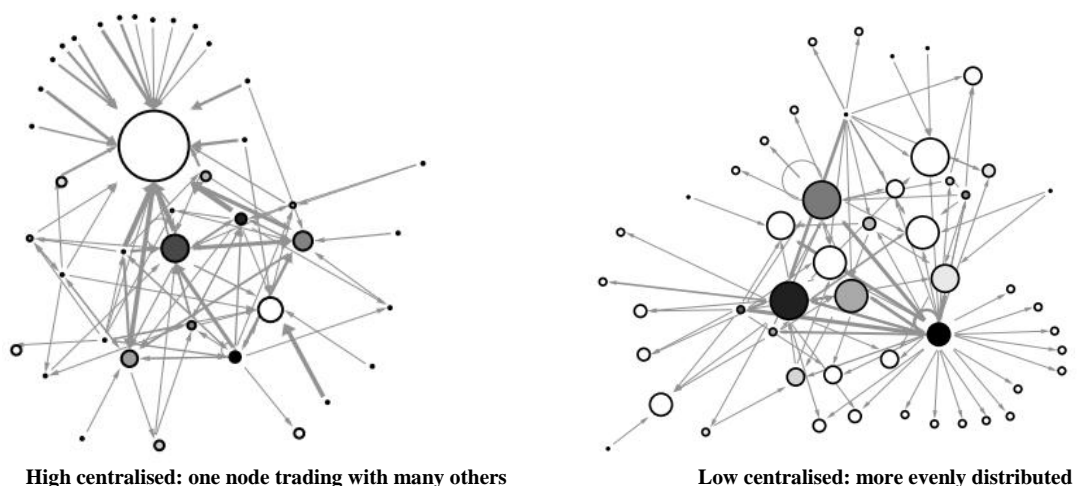 High centralised: one node trading with many others
Low centralised: more evenly distributed